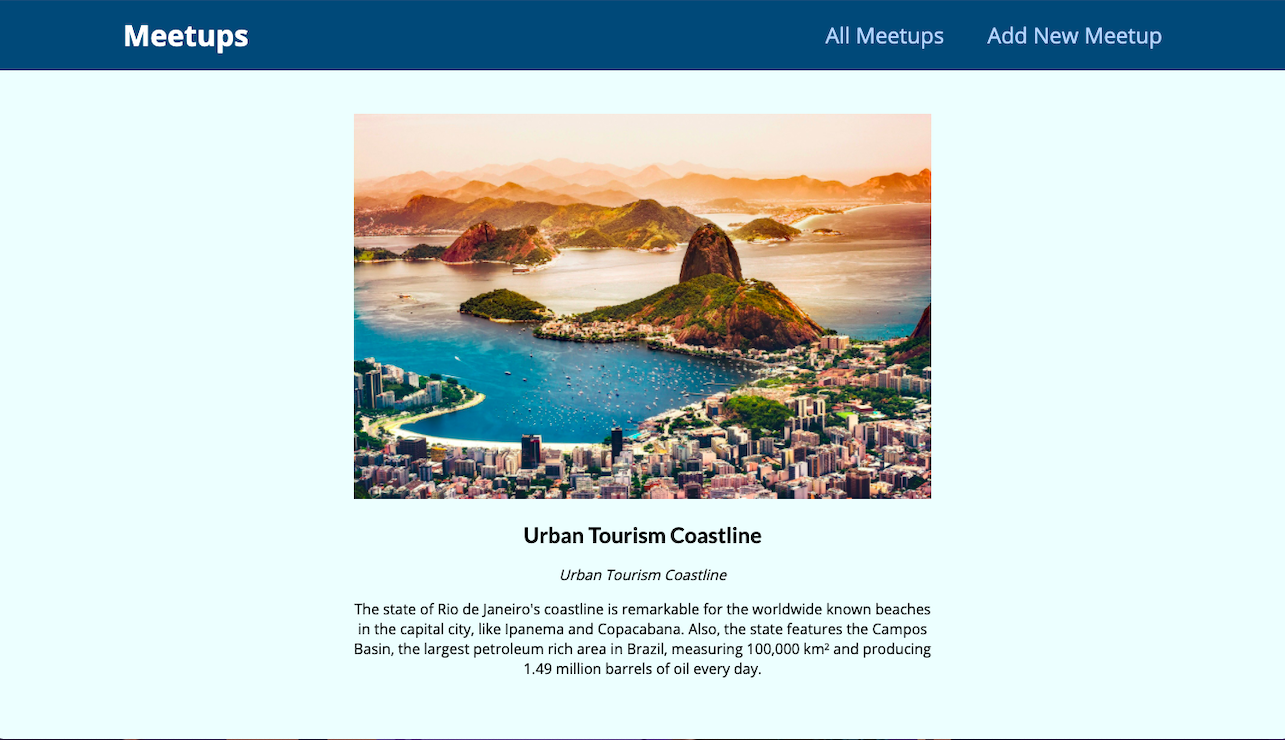 Meetups
All Meetups
Add New Meetup
Urban Tourism Coastline
Urban Tourism Coastline
The state of Rio de Janeiro's coastline is remarkable for the worldwide known beaches
in the capital city, like Ipanema and Copacabana. Also, the state features the Campos
Basin, the largest petroleum rich area in Brazil, measuring 100,000 km² and producing
1.49 million barrels of oil every day.